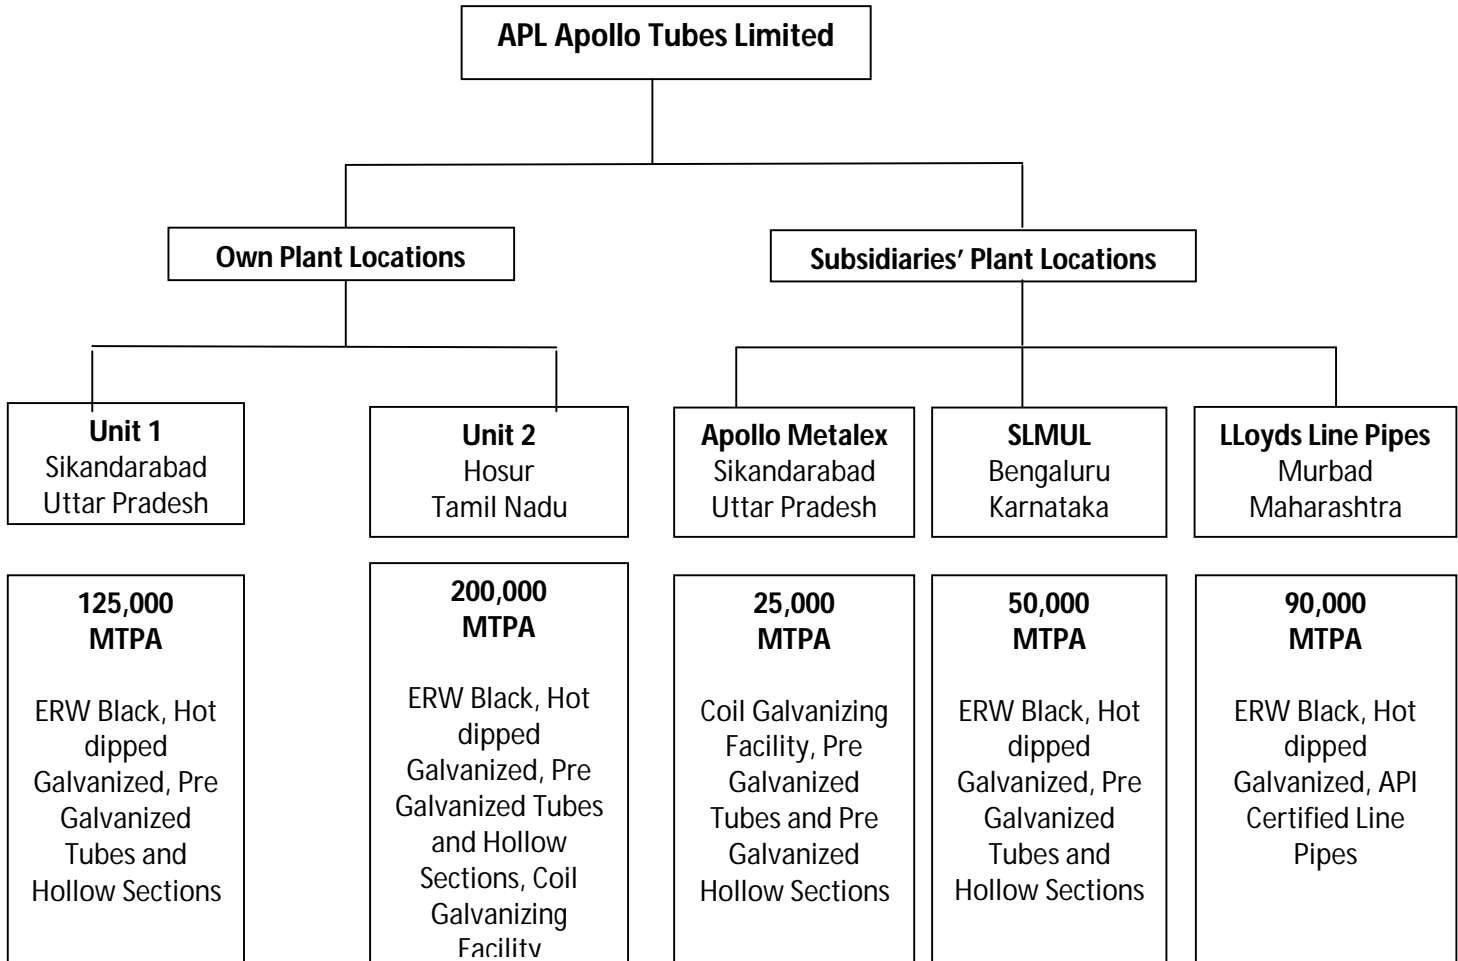 APL Apollo Tubes Limited
Own Plant Locations
Subsidiaries’ Plant Locations
Unit 1
Sikandarabad
Uttar Pradesh
Unit 2
Hosur
Tamil Nadu
Apollo Metalex
Sikandarabad
Uttar Pradesh
SLMUL
Bengaluru
Karnataka
LLoyds Line Pipes
Murbad
Maharashtra
125,000
MTPA
ERW Black, Hot
dipped
Galvanized, Pre
Galvanized
Tubes and
Hollow Sections
200,000
MTPA
ERW Black, Hot
dipped
Galvanized, Pre
Galvanized Tubes
and Hollow
Sections, Coil
Galvanizing
Facility
25,000
MTPA
Coil Galvanizing
Facility, Pre
Galvanized
Tubes and Pre
Galvanized
Hollow Sections
50,000
MTPA
ERW Black, Hot
dipped
Galvanized, Pre
Galvanized
Tubes and
Hollow Sections
90,000
MTPA
ERW Black, Hot
dipped
Galvanized, API
Certified Line
Pipes